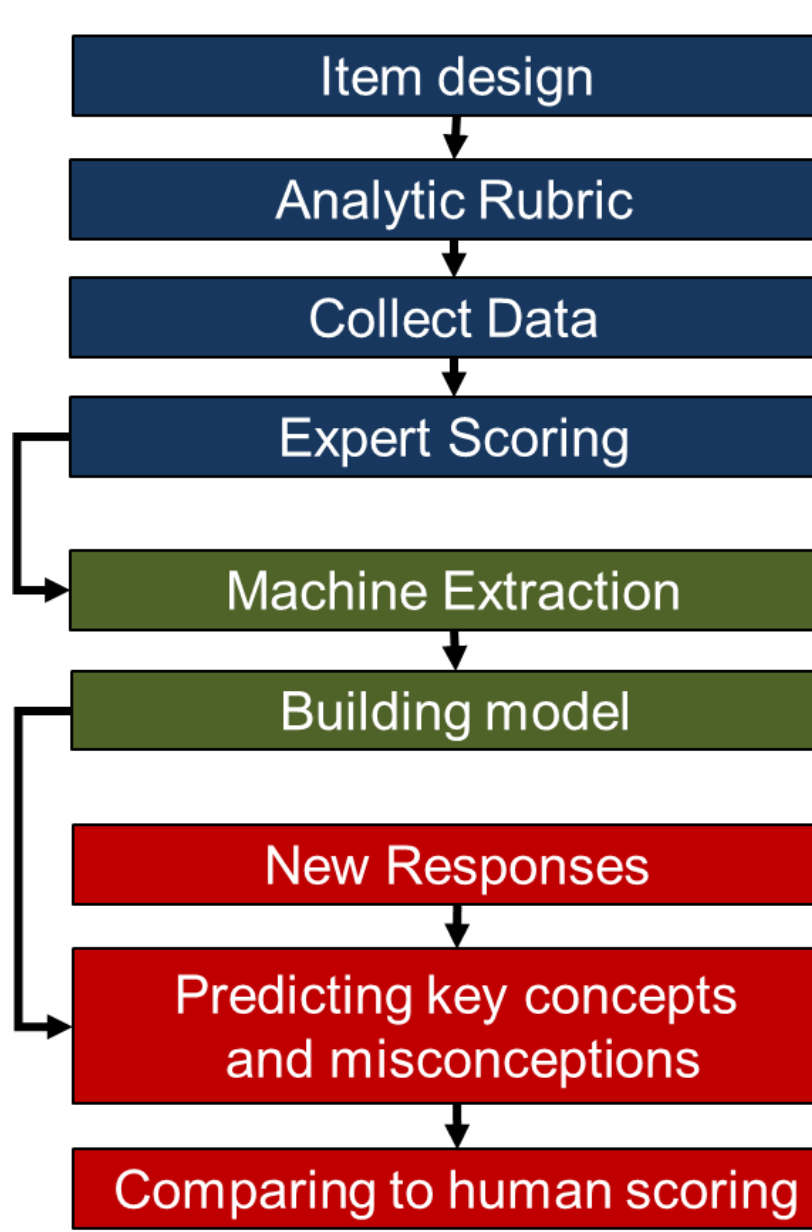 Item design
Analytic Rubric
Collect Data
Expert Scoring
Machine Extraction
Building model
New Responses
Predicting key concepts
and misconceptions
Comparing to human scoring